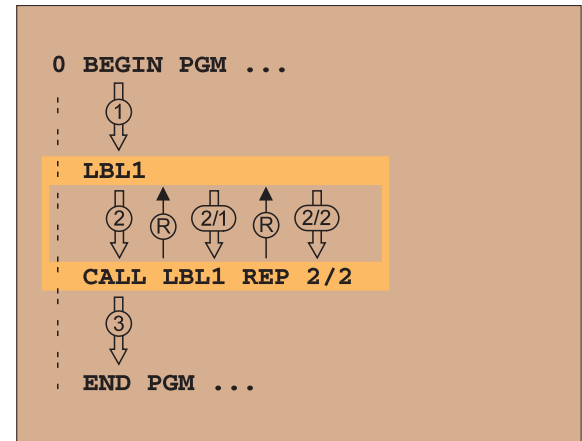 0 BEGIN PGM ...
1
LBL1
2 R 2/1 R 2/2
CALL LBL1 REP 2/2
3
END PGM ...